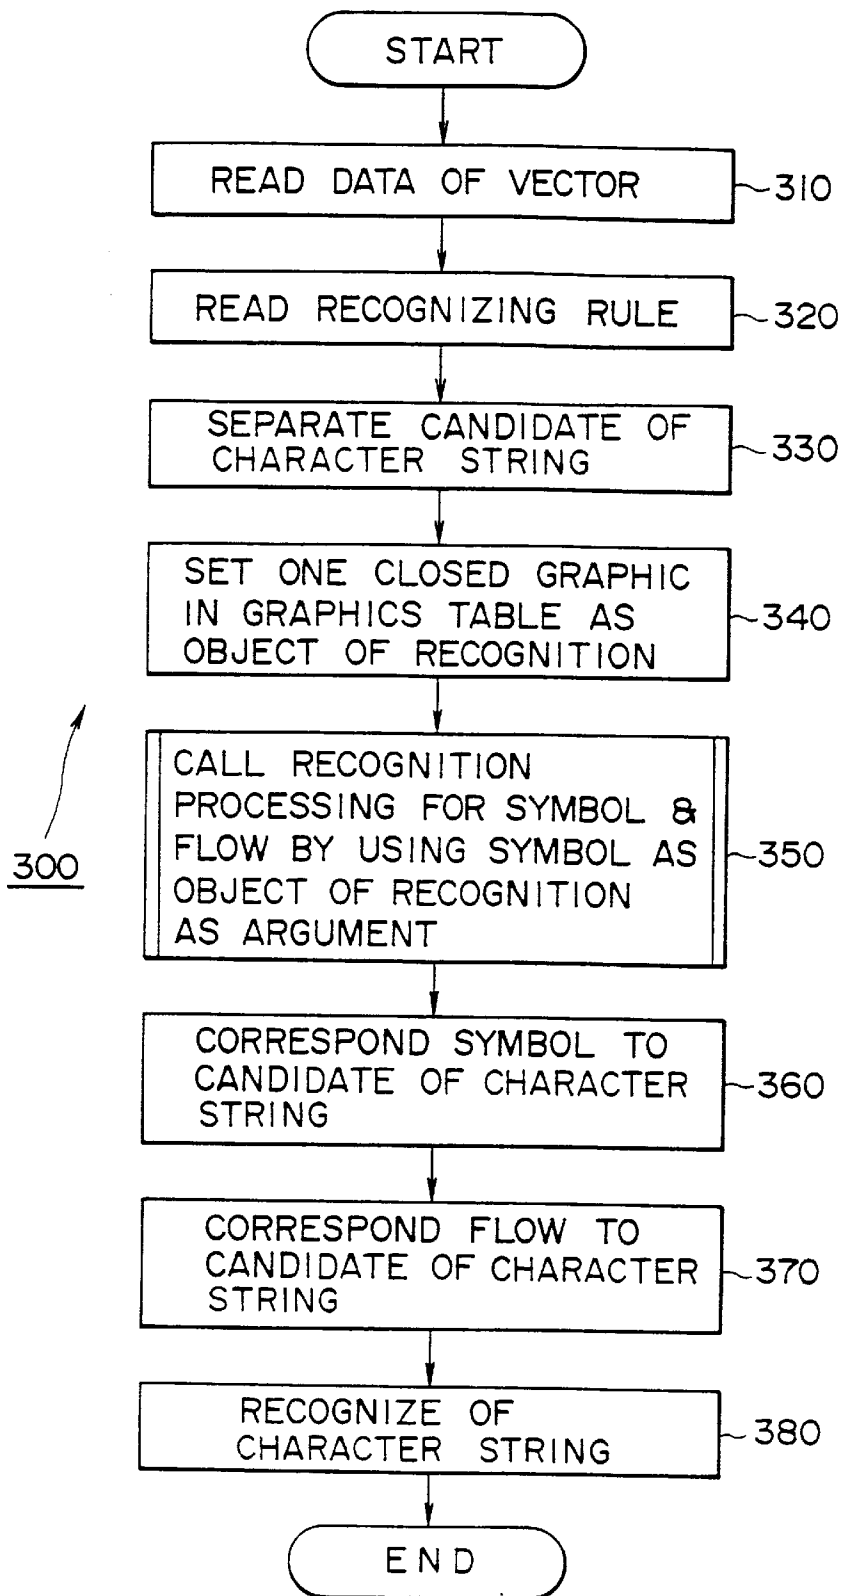 START
READ DATA OF VECTOR
310
READ RECOGNIZING RULE
320
SEPARATE CANDIDATE OF
CHARACTER STRING
330
SET ONE CLOSED GRAPHIC
IN GRAPHICS TABLE AS
OBJECT OF RECOGNITION
340
300
CALL RECOGNITION
PROCESSING FOR SYMBOL &
FLOW BY USING SYMBOL AS
OBJECT OF RECOGNITION
AS ARGUMENT
350
CORRESPOND SYMBOL TO
CANDIDATE OF CHARACTER
STRING
360
CORRESPOND FLOW TO
CANDIDATE OF CHARACTER
STRING
370
RECOGNIZE OF
CHARACTER STRING
380
END